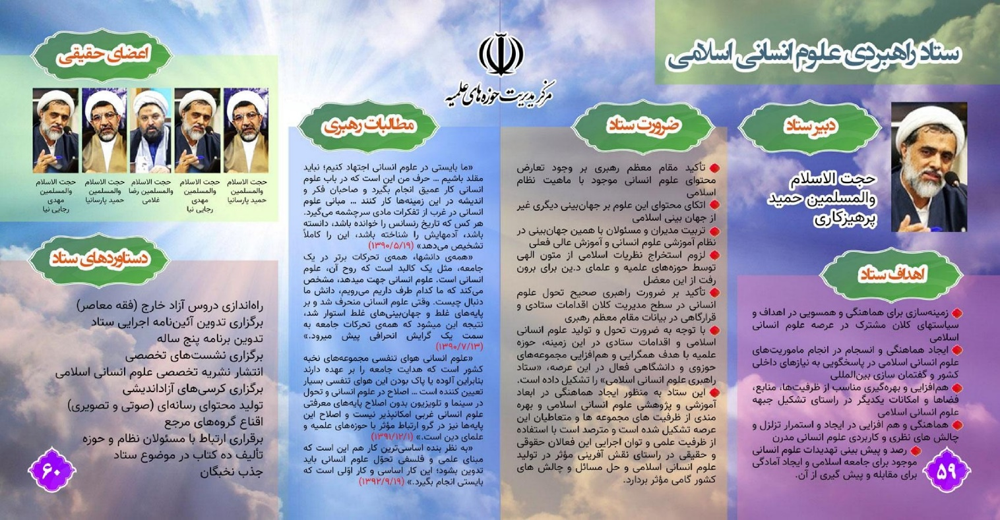 ستاد راهبردی علوم انسانی اسلامی
مرکز مدیریت حوزه های علمیه
دبیر ستاد
حجت الاسلام
والمسلمین حمید
پرهیزکاری
اهداف ستاد
زمینه‌سازی برای هماهنگی و همسویی در اهداف و
سیاستهای کلان مشترک در عرصه علوم انسانی
اسلامی
ایجاد هماهنگی و انسجام در انجام ماموریت‌های
علوم انسانی اسلامی در پاسخگویی به نیازهای داخلی
کشور و گفتمان سازی بین‌المللی
هم‌افزایی و بهره‌گیری مناسب از ظرفیت‌ها، منابع،
فضاها و امکانات یکدیگر در راستای تشکیل جبهه
علوم انسانی اسلامی
هماهنگی و هم افزایی در ایجاد و استمرار تزلزل و
چالش های نظری و کاربردی علوم انسانی مدرن
رصد و پیش بینی تهدیدات علوم انسانی
موجود برای جامعه اسلامی و ایجاد آمادگی
برای مقابله و پیش گیری از آن.
۵۹
ضرورت ستاد
تأکید مقام معظم رهبری بر وجود تعارض
محتوای علوم انسانی موجود با ماهیت نظام
اسلامی
اتکای محتوای این علوم بر جهان‌بینی دیگری غیر
از جهان بینی اسلامی
تربیت مدیران و مسئولان با همین جهان‌بینی در
نظام آموزشی علوم انسانی و آموزش عالی فعلی
لزوم استخراج نظریات اسلامی از متون الهی
توسط حوزه‌های علمیه و علمای د.ین برای برون
رفت از این معضل
تأکید بر ضرورت راهبری صحیح تحول علوم
انسانی در سطح مدیریت کلان اقدامات ستادی و
قرارگاهی در بیانات مقام معظم رهبری
با توجه به ضرورت تحول و تولید علوم انسانی
اسلامی و اقدامات ستادی در این زمینه، حوزه
علمیه با هدف همگرایی و هم‌افزایی مجموعه‌های
حوزوی و دانشگاهی فعال در این عرصه، «ستاد
راهبری علوم انسانی اسلامی» را تشکیل داده است.
این ستاد به منظور ایجاد هماهنگی در ابعاد
آموزشی و پژوهشی علوم انسانی اسلامی و بهره
مندی از ظرفیت های مجموعه ها و متعاطیان این
عرصه تشکیل شده است و مترصد است با استفاده
از ظرفیت علمی و توان اجرایی این فعالان حقوقی
و حقیقی در راستای نقش آفرینی مؤثر در تولید
علوم انسانی اسلامی و حل مسائل و چالش های
کشور گامی مؤثر بردارد.
مطالبات رهبری
«ما بایستی در علوم انسانی اجتهاد کنیم؛ نباید
مقلد باشیم ... حرف من این است که در باب علوم
انسانی کار عمیق انجام بگیرد و صاحبان فکر و
اندیشه در این زمینه‌ها کار کنند ... مبانی علوم
انسانی در غرب از تفکرات مادی سرچشمه می‌گیرد.
هر کس که تاریخ رنسانس را خوانده باشد، دانسته
باشد، آدمهایش را شناخته باشد، این را کاملاً
تشخیص می‌دهد» (۱۳۹۰/۵/۱۹)
«همه‌ی دانشها، همه‌ی تحرکات برتر در یک
جامعه، مثل یک کالبد است که روح آن، علوم
انسانی است. علوم انسانی جهت میدهد، مشخص
می‌کند که ما کدام طرف داریم می‌رویم، دانش ما
دنبال چیست. وقتی علوم انسانی منحرف شد و بر
پایه‌های غلط و جهان‌بینی‌های غلط استوار شد،
نتیجه این میشود که همه‌ی تحرکات جامعه به
سمت یک گرایش انحرافی پیش میرود.»
(۱۳۹۰/۷/۱۳)
«علوم انسانی هوای تنفسی مجموعه‌های نخبه
کشور است که هدایت جامعه را بر عهده دارند
بنابراین آلوده یا پاک بودن این هوای تنفسی بسیار
تعیین کننده است ... اصلاح در علوم انسانی و تحول
در سینما و تلویزیون بدون اصلاح پایه‌های معرفتی
علوم انسانی غربی امکانپذیر نیست و اصلاح این
پایه‌ها نیز در گرو ارتباط مؤثر با حوزه‌های علمیه و
علمای دین است.» (۱۳۹۱/۱۲/۱)
«به نظر بنده اساسی‌ترین کار هم این است که
مبنای علمی و فلسفی تحوّل علوم انسانی باید
تدوین بشود؛ این کار اساسی و کار اوّلی است که
بایستی انجام بگیرد.» (۱۳۹۲/۹/۱۹)
اعضای حقیقی
حجت الاسلام
والمسلمین
حمید پارسانیا
حجت الاسلام
والمسلمین
مهدی
رجایی نیا
حجت الاسلام
والمسلمین رضا
غلامی
حجت الاسلام
والمسلمین
حمید پارسانیا
حجت الاسلام
والمسلمین
مهدی
رجایی نیا
دستاوردهای ستاد
راه‌اندازی دروس آزاد خارج (فقه معاصر)
برگزاری تدوین آئین‌نامه اجرایی ستاد
تدوین برنامه پنج ساله
برگزاری نشست‌های تخصصی
انتشار نشریه تخصصی علوم انسانی اسلامی
برگزاری کرسی‌های آزاداندیشی
تولید محتوای رسانه‌ای (صوتی و تصویری)
اقناع گروه‌های مرجع
برقراری ارتباط با مسئولان نظام و حوزه
تألیف ده کتاب در موضوع ستاد
جذب نخبگان
۶۰